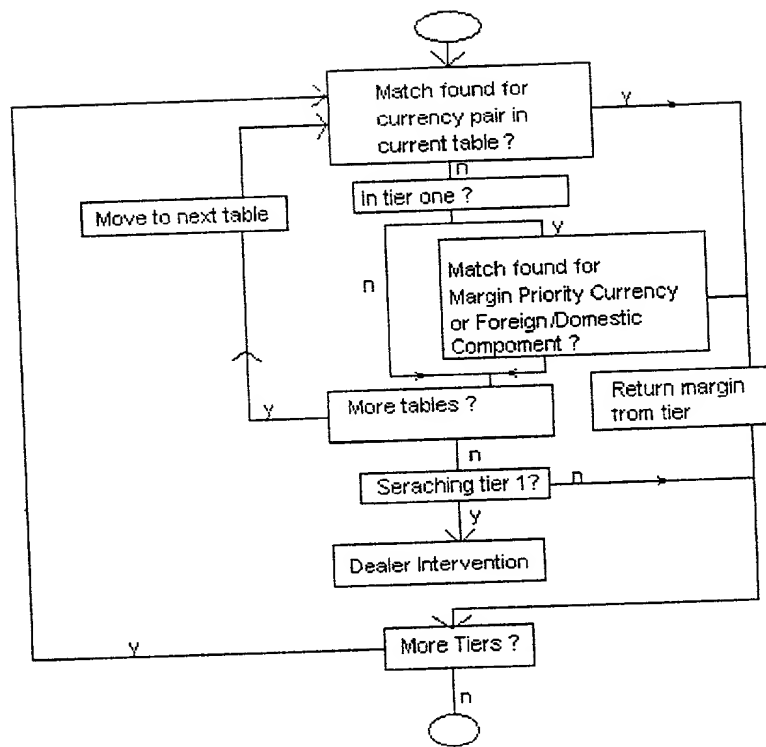 Match found for
currency pair in
current table ?
y
n
In tier one ?
Move to next table
y
n
Match found for
Margin Priority Currency
or Foreign/Domestic
Compoment ?
Return margin
from tier
More tables ?
y
n
Seraching tier 1?
n
y
Dealer Intervention
More Tiers ?
y
n